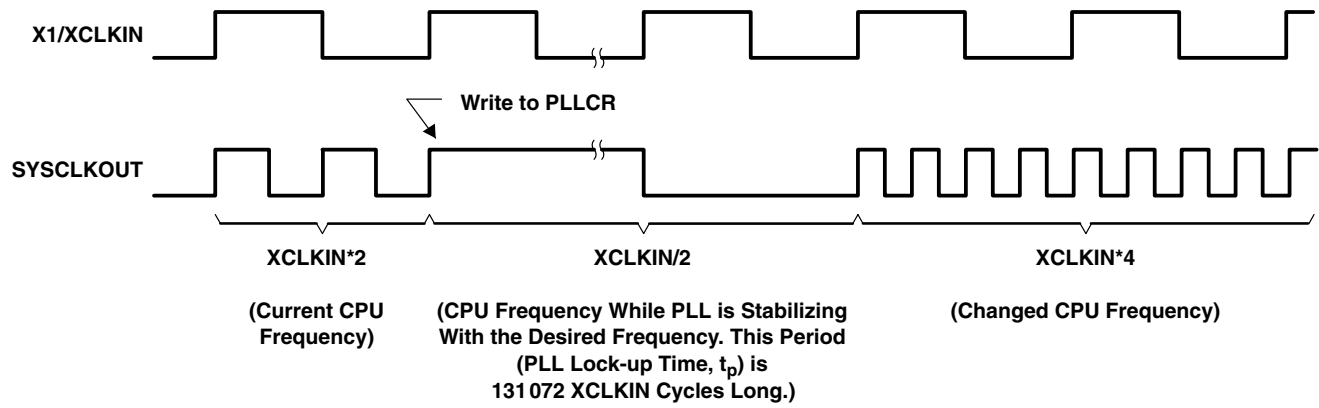 X1/XCLKIN
Write to PLLCR
SYSCLKOUT
XCLKIN*2
(Current CPU
Frequency)
XCLKIN/2
(CPU Frequency While PLL is Stabilizing
With the Desired Frequency. This Period
(PLL Lock-up Time, tp) is
131072 XCLKIN Cycles Long.)
XCLKIN*4
(Changed CPU Frequency)